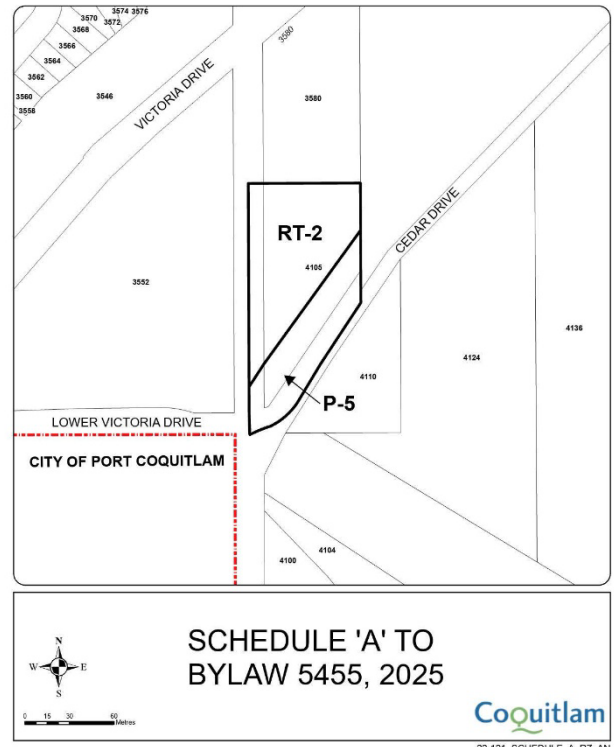 3574 3576
3570
3572
3568
3566
3564
3562
3560
3558
3546
VICTORIA DRIVE
3580
3580
RT-2
4105
CEDAR DRIVE
3552
4136
4124
4110
P-5
LOWER VICTORIA DRIVE
CITY OF PORT COQUITLAM
4104
4100
N
W E
S
0 15 30 60
Metres
SCHEDULE 'A' TO
BYLAW 5455, 2025
Coquitlam